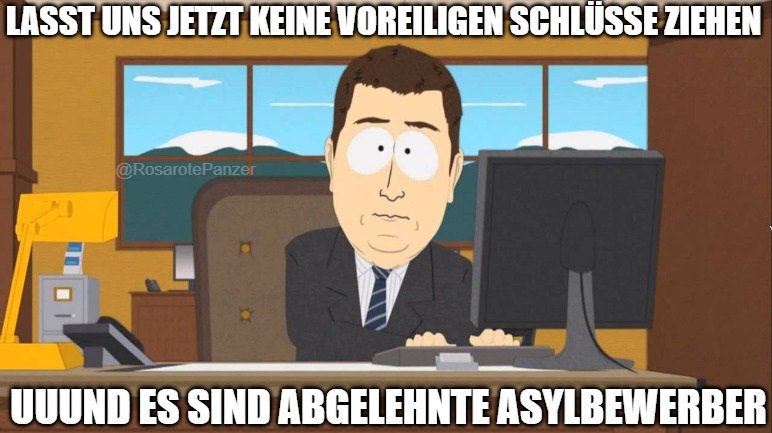 LASST UNS JETZT KEINE VOREILIGEN SCHLÜSSE ZIEHEN
@RosarotePanzer
UUUND ES SIND ABGELEHNTE ASYLBEWERBER